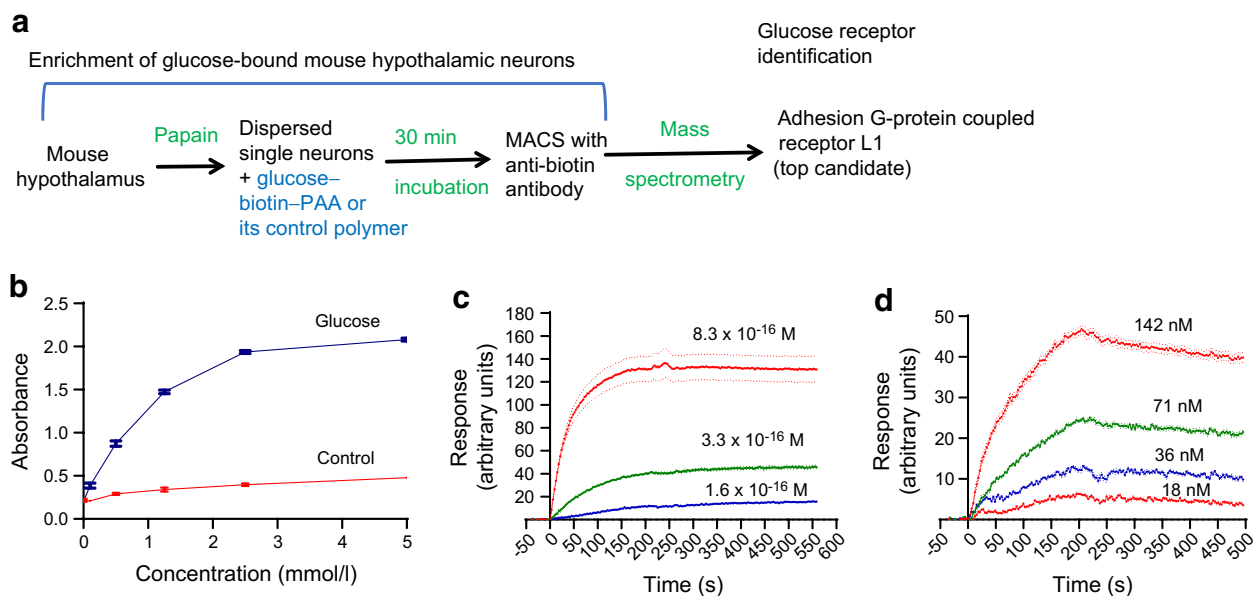 a
Enrichment of glucose-bound mouse hypothalamic neurons
Glucose receptor
identification
Mouse
hypothalamus
Papain
Dispersed
single neurons
+ glucose–
biotin–PAA or
its control polymer
30 min
incubation
MACS with
anti-biotin
antibody
Mass
spectrometry
Adhesion G-protein coupled
receptor L1
(top candidate)
b
Absorbance
2.5
2.0
1.5
1.0
0.5
0.0
Glucose
Control
0 1 2 3 4 5
Concentration (mmol/l)
c
Response
(arbitrary units)
180
160
140
120
100
80
60
40
20
8.3 x 10-16 M
3.3 x 10-16 M
1.6 x 10-16 M
-50 0 50 100 150 200 250 300 350 400 450 500 550 600
Time (s)
d
Response
(arbitrary units)
50
40
30
20
10
142 nM
71 nM
36 nM
18 nM
-50 0 50 100 150 200 250 300 350 400 450 500
Time (s)